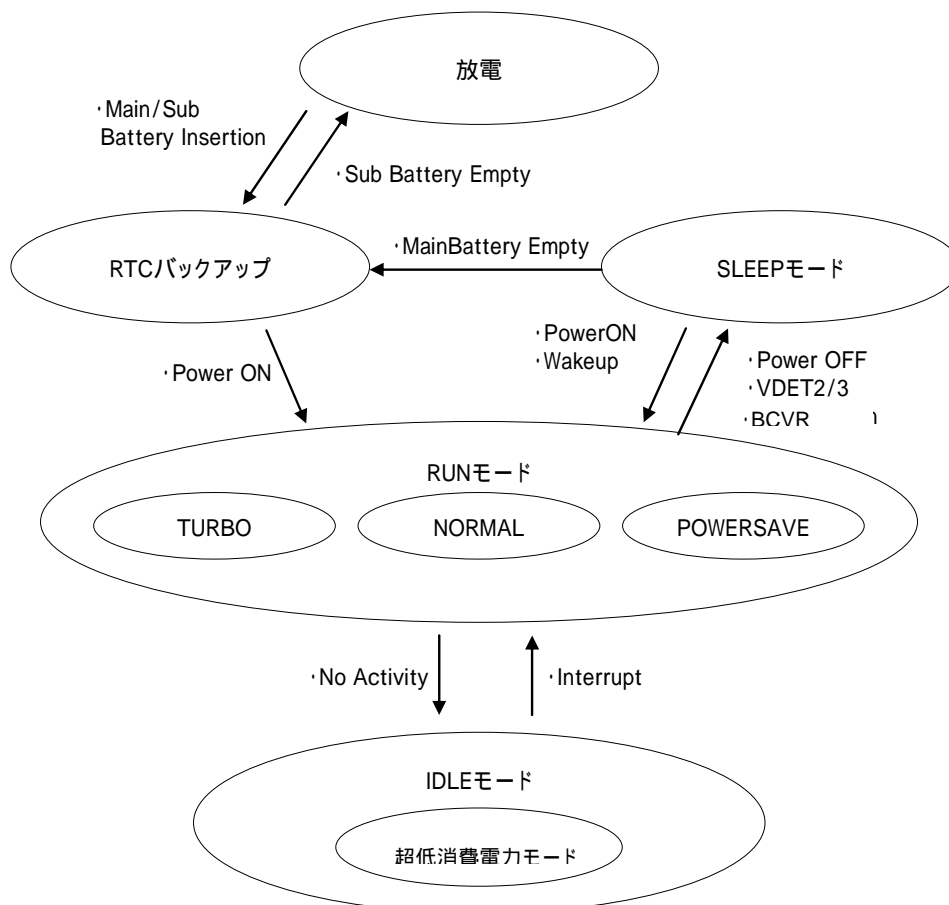 放電
・Main/Sub
Battery Insertion
・Sub Battery Empty
RTCバックアップ
・MainBattery Empty
SLEEPモード
・PowerON
・Wakeup
・Power OFF
・VDET2/3
・BCVR
・Power ON
RUNモード
TURBO
NORMAL
POWERSAVE
・No Activity
・Interrupt
IDLEモード
超低消費電力モード